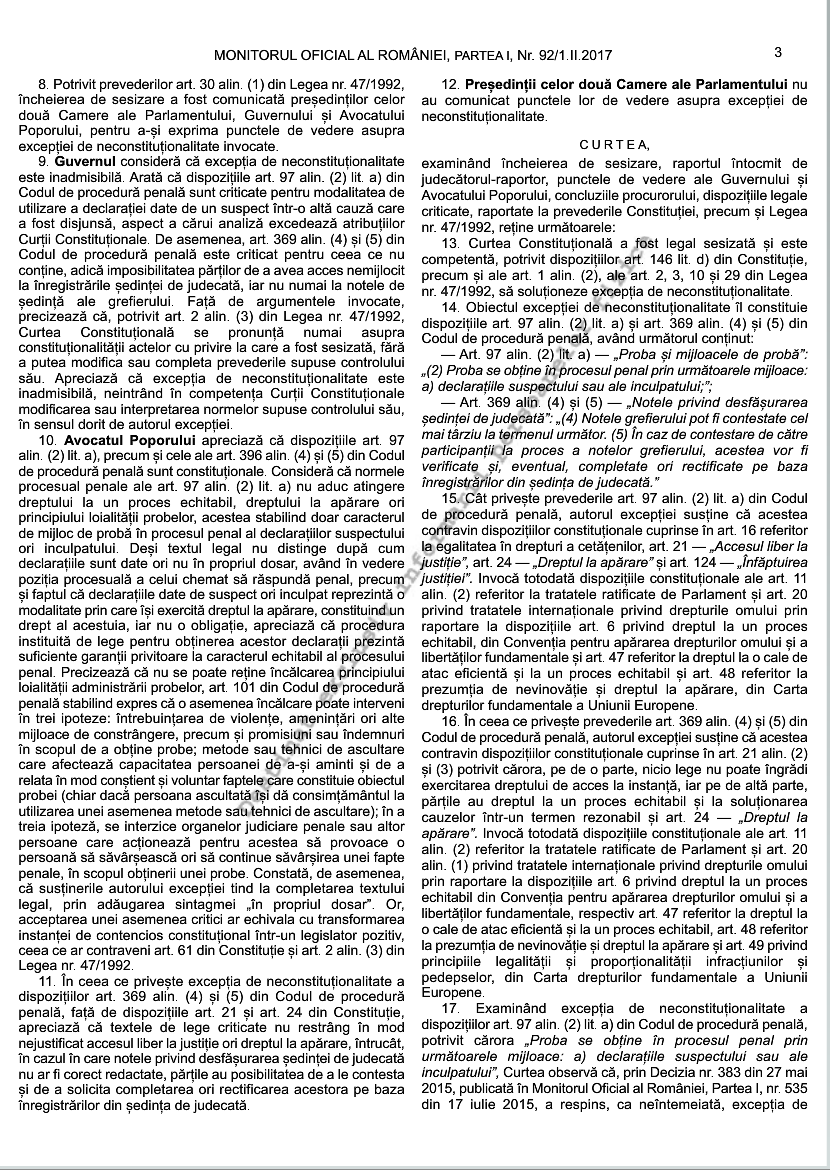 MONITORUL OFICIAL AL ROMÂNIEI, PARTEA I, Nr. 92/1.II.2017
3
8. Potrivit prevederilor art. 30 alin. (1) din Legea nr. 47/1992,
încheierea de sesizare a fost comunicată președinților celor
două Camere ale Parlamentului, Guvernului și Avocatului
Poporului, pentru a-și exprima punctele de vedere asupra
excepției de neconstituționalitate invocate.
9. Guvernul consideră că excepția de neconstituționalitate
este inadmisibilă. Arată că dispozițiile art. 97 alin. (2) lit. a) din
Codul de procedură penală sunt criticate pentru modalitatea de
utilizare a declarației date de un suspect într-o altă cauză care
a fost disjunsă, aspect a cărui analiză excedează atribuțiilor
Curții Constituționale. De asemenea, art. 369 alin. (4) și (5) din
Codul de procedură penală este criticat pentru ceea ce nu
conține, adică imposibilitatea părților de a avea acces nemijlocit
la înregistrările ședinței de judecată, iar nu numai la notele de
ședință ale grefierului. Față de argumentele invocate,
precizează că, potrivit art. 2 alin. (3) din Legea nr. 47/1992,
Curtea Constituțională se pronunță numai asupra
constituționalității actelor cu privire la care a fost sesizată, fără
a putea modifica sau completa prevederile supuse controlului
său. Apreciază că excepția de neconstituționalitate este
inadmisibilă, neintrând în competența Curții Constituționale
modificarea sau interpretarea normelor supuse controlului său,
în sensul dorit de autorul excepției.
10. Avocatul Poporului apreciază că dispozițiile art. 97
alin. (2) lit. a), precum și cele ale art. 396 alin. (4) și (5) din Codul
de procedură penală sunt constituționale. Consideră că normele
procesual penale ale art. 97 alin. (2) lit. a) nu aduc atingere
dreptului la un proces echitabil, dreptului la apărare ori
principiului loialității probelor, acestea stabilind doar caracterul
de mijloc de probă în procesul penal al declarațiilor suspectului
ori inculpatului. Deși textul legal nu distinge după cum
declarațiile sunt date ori nu în propriul dosar, având în vedere
poziția procesuală a celui chemat să răspundă penal, precum
și faptul că declarațiile date de suspect ori inculpat reprezintă o
modalitate prin care își exercită dreptul la apărare, constituind un
drept al acestuia, iar nu o obligație, apreciază că procedura
instituită de lege pentru obținerea acestor declarații prezintă
suficiente garanții privitoare la caracterul echitabil al procesului
penal. Precizează că nu se poate reține încălcarea principiului
loialității administrării probelor, art. 101 din Codul de procedură
penală stabilind expres că o asemenea încălcare poate interveni
în trei ipoteze: întrebuințarea de violențe, amenințări ori alte
mijloace de constrângere, precum și promisiuni sau îndemnuri
în scopul de a obține probe; metode sau tehnici de ascultare
care afectează capacitatea persoanei de a-și aminti și de a
relata în mod conștient și voluntar faptele care constituie obiectul
probei (chiar dacă persoana ascultată își dă consimțământul la
utilizarea unei asemenea metode sau tehnici de ascultare); în a
treia ipoteză, se interzice organelor judiciare penale sau altor
persoane care acționează pentru acestea să provoace o
persoană să săvârșească ori să continue săvârșirea unei fapte
penale, în scopul obținerii unei probe. Constată, de asemenea,
că susținerile autorului excepției tind la completarea textului
legal, prin adăugarea sintagmei „în propriul dosar”. Or,
acceptarea unei asemenea critici ar echivala cu transformarea
instanței de contencios constituțional într-un legislator pozitiv,
ceea ce ar contraveni art. 61 din Constituție și art. 2 alin. (3) din
Legea nr. 47/1992.
11. În ceea ce privește excepția de neconstituționalitate a
dispozițiilor art. 369 alin. (4) și (5) din Codul de procedură
penală, față de dispozițiile art. 21 și art. 24 din Constituție,
apreciază că textele de lege criticate nu restrâng în mod
nejustificat accesul liber la justiție ori dreptul la apărare, întrucât,
în cazul în care notele privind desfășurarea ședinței de judecată
nu ar fi corect redactate, părțile au posibilitatea de a le contesta
și de a solicita completarea ori rectificarea acestora pe baza
înregistrărilor din ședința de judecată.
12. Președinții celor două Camere ale Parlamentului nu
au comunicat punctele lor de vedere asupra excepției de
neconstituționalitate.
C U R T E A,
examinând încheierea de sesizare, raportul întocmit de
judecătorul-raportor, punctele de vedere ale Guvernului și
Avocatului Poporului, concluziile procurorului, dispozițiile legale
criticate, raportate la prevederile Constituției, precum și Legea
nr. 47/1992, reține următoarele:
13. Curtea Constituțională a fost legal sesizată și este
competentă, potrivit dispozițiilor art. 146 lit. d) din Constituție,
precum și ale art. 1 alin. (2), ale art. 2, 3, 10 și 29 din Legea
nr. 47/1992, să soluționeze excepția de neconstituționalitate.
14. Obiectul excepției de neconstituționalitate îl constituie
dispozițiile art. 97 alin. (2) lit. a) și art. 369 alin. (4) și (5) din
Codul de procedură penală, având următorul conținut:
— Art. 97 alin. (2) lit. a) — „Proba și mijloacele de probă”:
„(2) Proba se obține în procesul penal prin următoarele mijloace:
a) declarațiile suspectului sau ale inculpatului;”;
— Art. 369 alin. (4) și (5) — „Notele privind desfășurarea
ședinței de judecată”: „(4) Notele grefierului pot fi contestate cel
mai târziu la termenul următor. (5) În caz de contestare de către
participanții la proces a notelor grefierului, acestea vor fi
verificate și, eventual, completate ori rectificate pe baza
înregistrărilor din ședința de judecată.”
15. Cât privește prevederile art. 97 alin. (2) lit. a) din Codul
de procedură penală, autorul excepției susține că acestea
contravin dispozițiilor constituționale cuprinse în art. 16 referitor
la egalitatea în drepturi a cetățenilor, art. 21 — „Accesul liber la
justiție”, art. 24 — „Dreptul la apărare” și art. 124 — „Înfăptuirea
justiției”. Invocă totodată dispozițiile constituționale ale art. 11
alin. (2) referitor la tratatele ratificate de Parlament și art. 20
privind tratatele internaționale privind drepturile omului prin
raportare la dispozițiile art. 6 privind dreptul la un proces
echitabil, din Convenția pentru apărarea drepturilor omului și a
libertăților fundamentale și art. 47 referitor la dreptul la o cale de
atac eficientă și la un proces echitabil și art. 48 referitor la
prezumția de nevinovăție și dreptul la apărare, din Carta
drepturilor fundamentale a Uniunii Europene.
16. În ceea ce privește prevederile art. 369 alin. (4) și (5) din
Codul de procedură penală, autorul excepției susține că acestea
contravin dispozițiilor constituționale cuprinse în art. 21 alin. (2)
și (3) potrivit cărora, pe de o parte, nicio lege nu poate îngrădi
exercitarea dreptului de acces la instanță, iar pe de altă parte,
părțile au dreptul la un proces echitabil și la soluționarea
cauzelor într-un termen rezonabil și art. 24 — „Dreptul la
apărare”. Invocă totodată dispozițiile constituționale ale art. 11
alin. (2) referitor la tratatele ratificate de Parlament și art. 20
alin. (1) privind tratatele internaționale privind drepturile omului
prin raportare la dispozițiile art. 6 privind dreptul la un proces
echitabil din Convenția pentru apărarea drepturilor omului și a
libertăților fundamentale, respectiv art. 47 referitor la dreptul la
o cale de atac eficientă și la un proces echitabil, art. 48 referitor
la prezumția de nevinovăție și dreptul la apărare și art. 49 privind
principiile legalității și proporționalității infracțiunilor și
pedepselor, din Carta drepturilor fundamentale a Uniunii
Europene.
17. Examinând excepția de neconstituționalitate a
dispozițiilor art. 97 alin. (2) lit. a) din Codul de procedură penală,
potrivit cărora „Proba se obține în procesul penal prin
următoarele mijloace: a) declarațiile suspectului sau ale
inculpatului”, Curtea observă că, prin Decizia nr. 383 din 27 mai
2015, publicată în Monitorul Oficial al României, Partea I, nr. 535
din 17 iulie 2015, a respins, ca neîntemeiată, excepția de